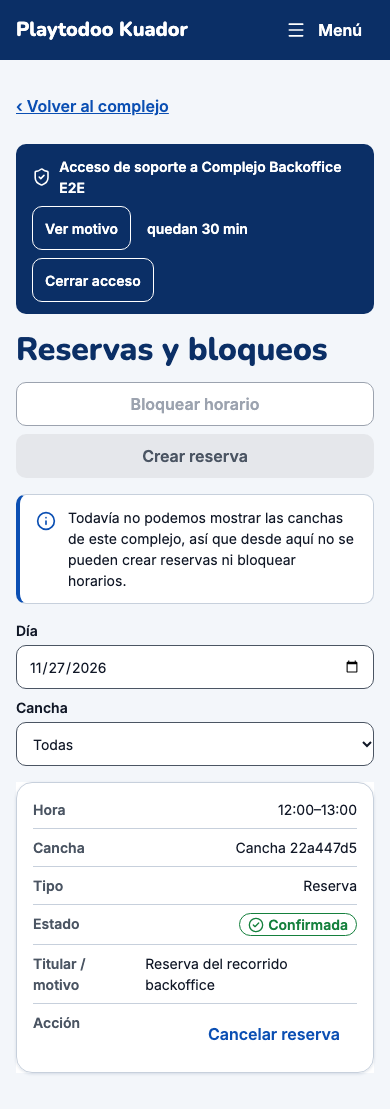 Playtodoo Kuador
Menú
‹ Volver al complejo
Acceso de soporte a Complejo Backoffice
E2E
Ver motivo
quedan 30 min
Cerrar acceso
Reservas y bloqueos
Bloquear horario
Crear reserva
Todavía no podemos mostrar las canchas
de este complejo, así que desde aquí no se
pueden crear reservas ni bloquear
horarios.
Día
11/27/2026
Cancha
Todas
Hora
12:00–13:00
Cancha
Cancha 22a447d5
Tipo
Reserva
Estado
Confirmada
Titular /
motivo
Reserva del recorrido
backoffice
Acción
Cancelar reserva